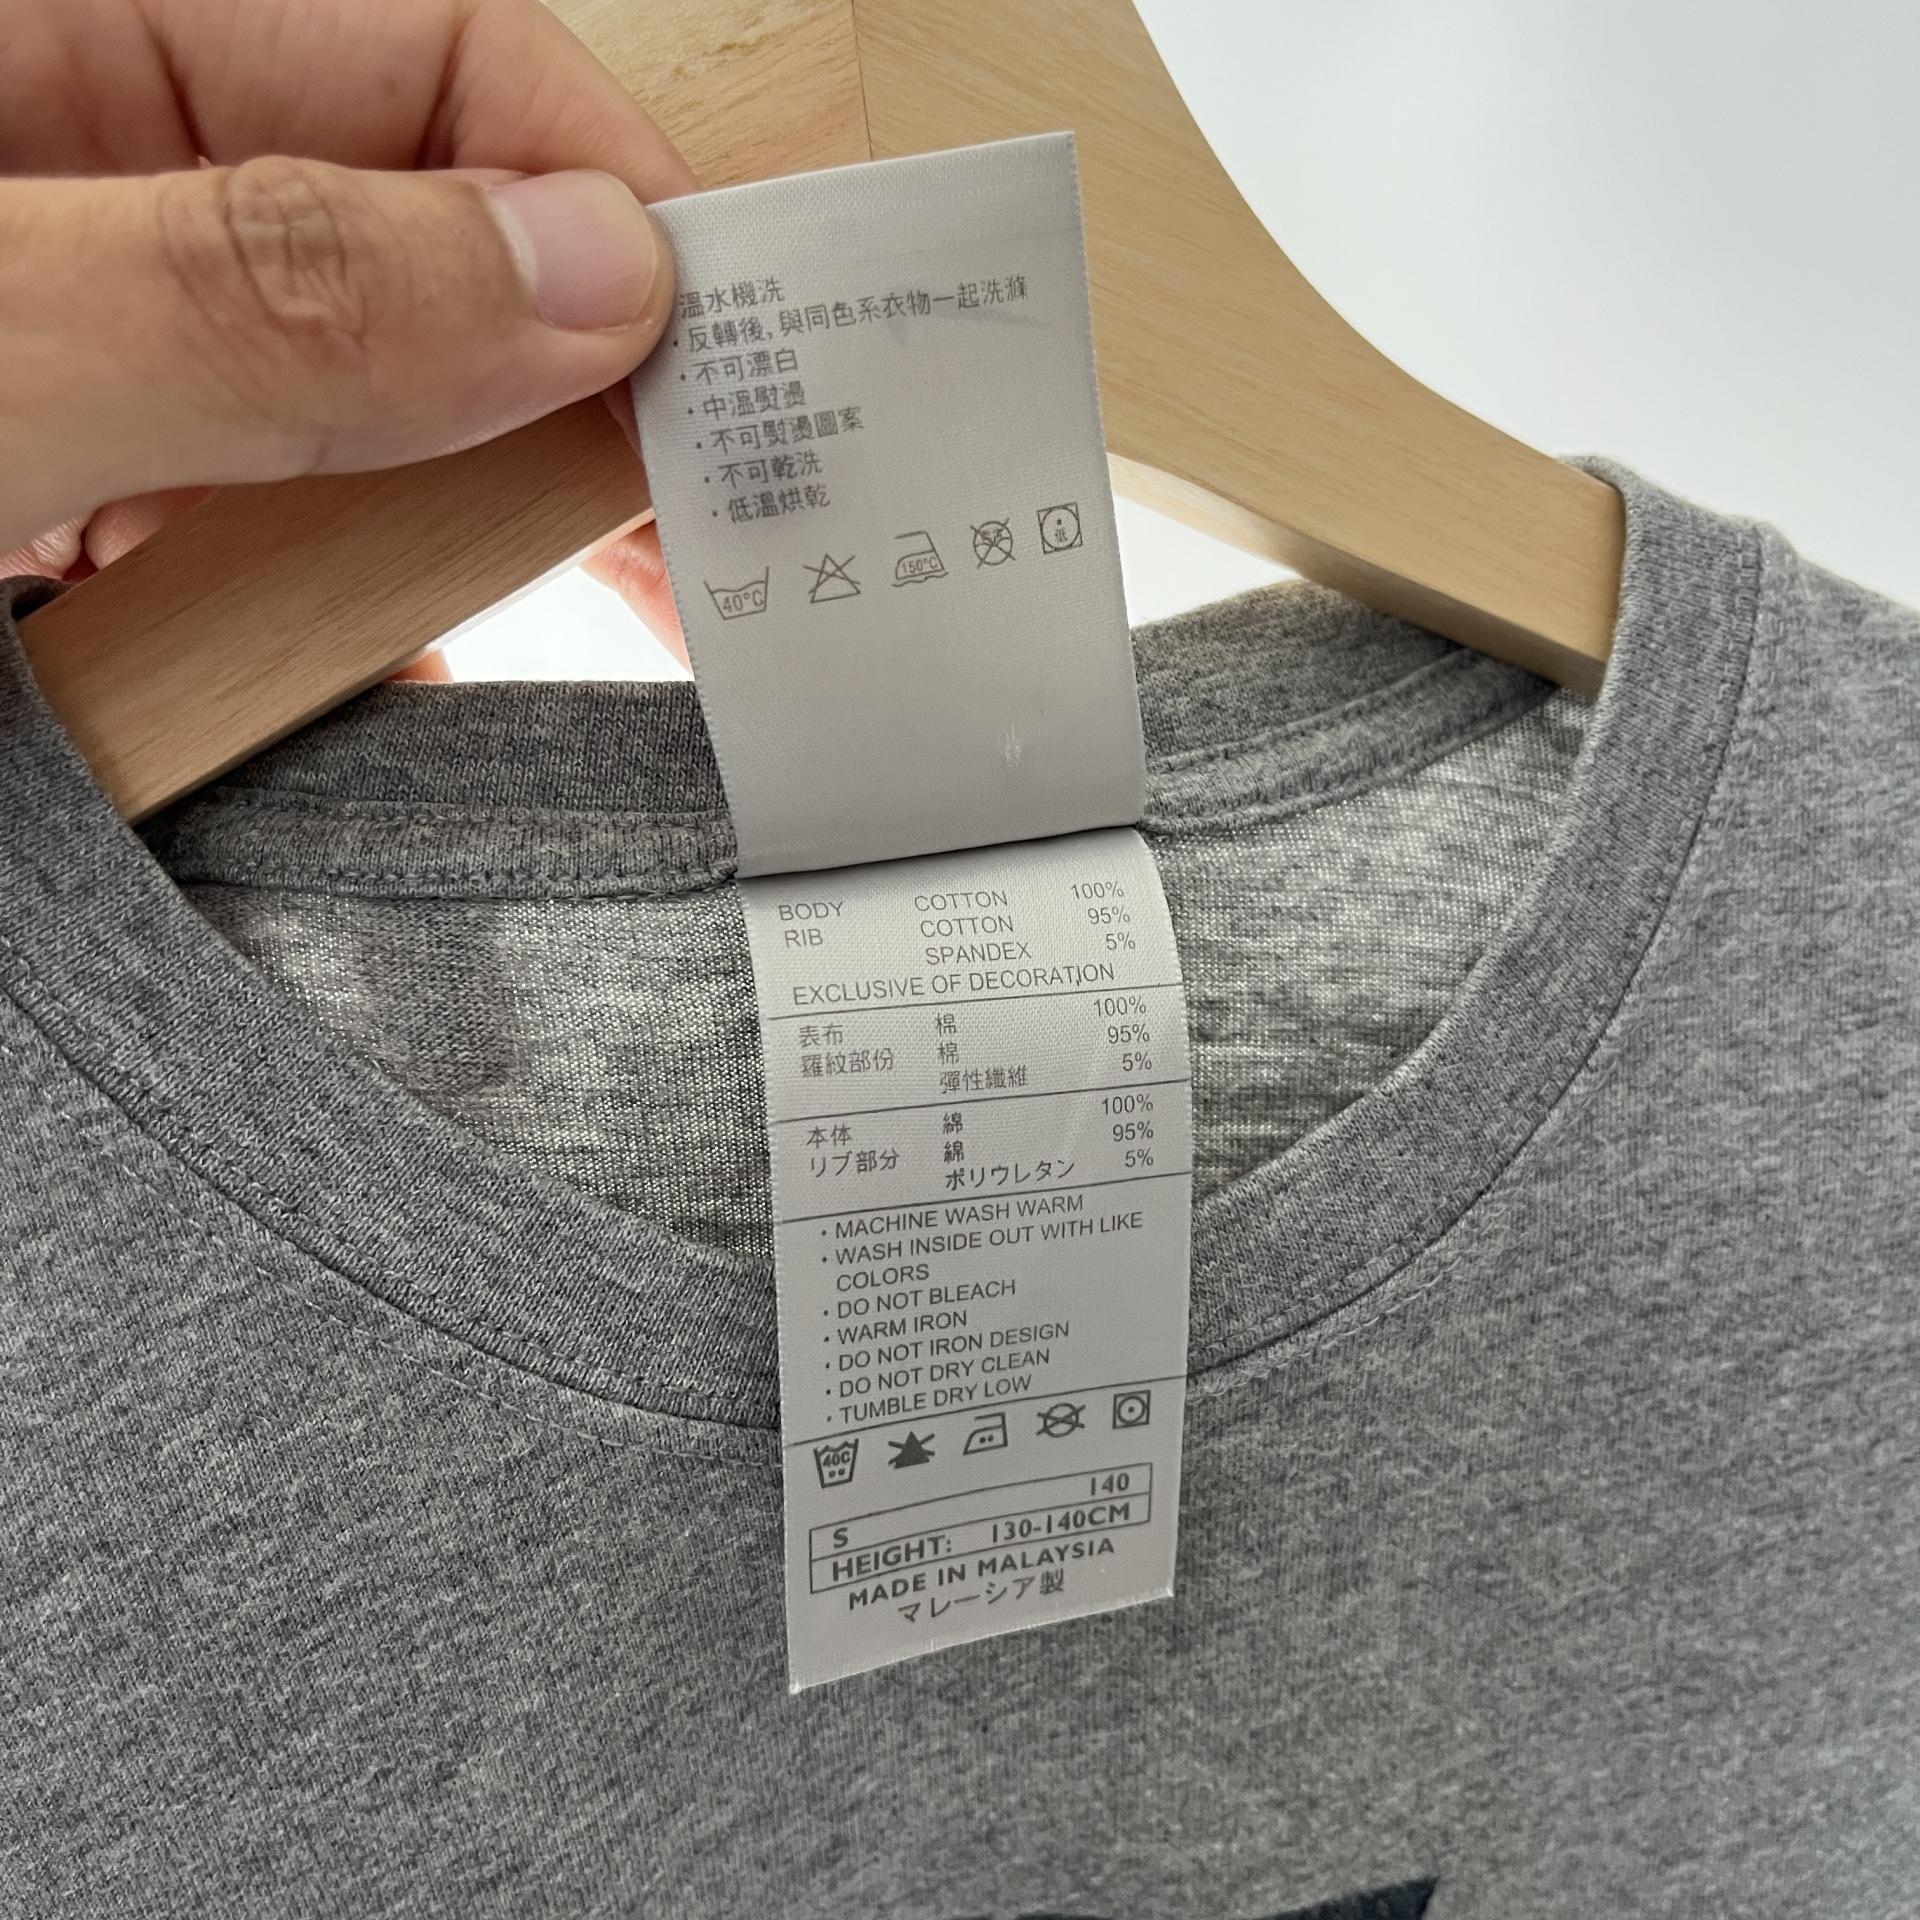 溫水機洗
・反轉後, 與同色系衣物一起洗滌
・不可漂白
・中溫熨燙
・不可熨燙圖案
・不可乾洗
・低溫烘乾
40°C 150°C 低
BODY COTTON 100%
RIB COTTON 95%
SPANDEX 5%
EXCLUSIVE OF DECORATION
表布 棉 100%
羅紋部份 棉 95%
彈性纖維 5%
本体 綿 100%
リブ部分 綿 95%
ポリウレタン 5%
・MACHINE WASH WARM
・WASH INSIDE OUT WITH LIKE
COLORS
・DO NOT BLEACH
・WARM IRON
・DO NOT IRON DESIGN
・DO NOT DRY CLEAN
・TUMBLE DRY LOW
40C
S 140
HEIGHT: 130-140CM
MADE IN MALAYSIA
マレーシア製